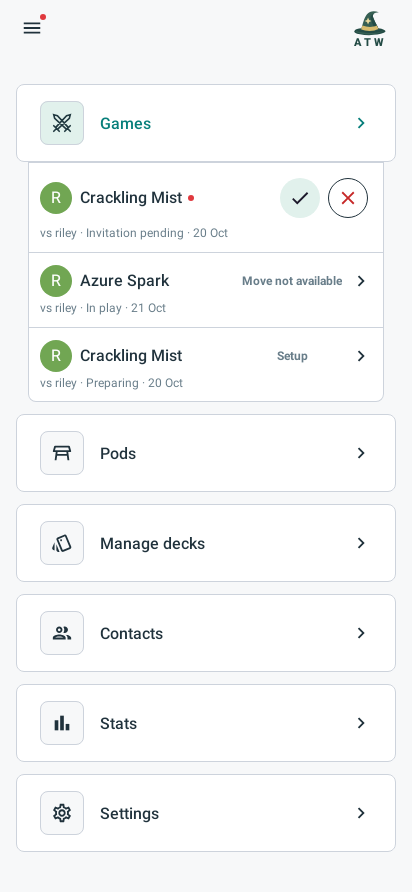 ATW
Games
R Crackling Mist
vs riley · Invitation pending · 20 Oct
R Azure Spark Move not available
vs riley · In play · 21 Oct
R Crackling Mist Setup
vs riley · Preparing · 20 Oct
Pods
Manage decks
Contacts
Stats
Settings